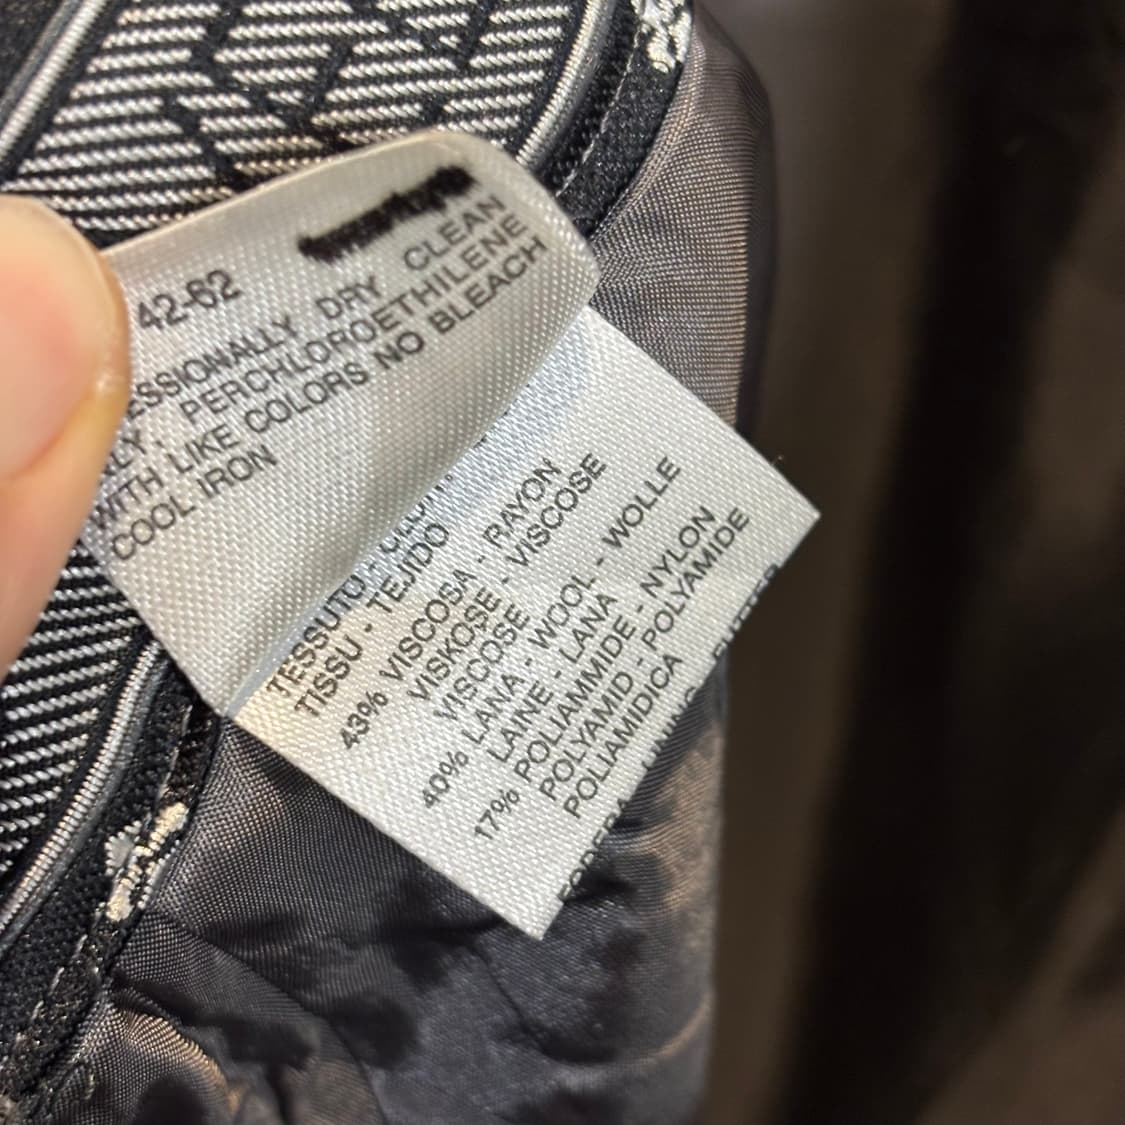 42-62
ESSIONALLY DRY CLEAN
LY. PERCHLOROETHILENE
WITH LIKE COLORS NO BLEACH
COOL IRON
TESSUTO -
TISSU - TEJIDO
43% VISCOSA - RAYON
VISKOSE - VISCOSE
VISCOSE
40% LANA - WOOL - WOLLE
LAINE - LANA
17% POLIAMMIDE - NYLON
POLYAMID - POLYAMIDE
POLIAMIDICA